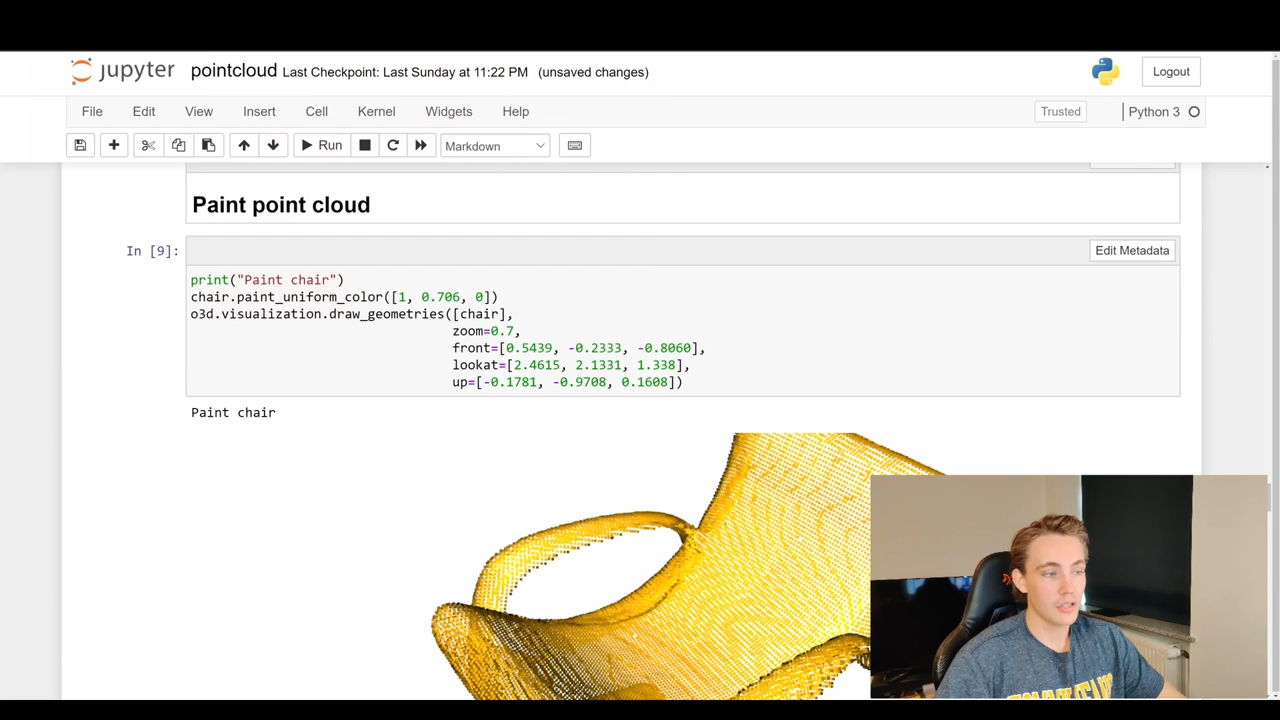 jupyter pointcloud Last Checkpoint: Last Sunday at 11:22 PM (unsaved changes) Logout
File Edit View Insert Cell Kernel Widgets Help Trusted Python 3
Run Markdown
Paint point cloud
In [9]: Edit Metadata
print("Paint chair")
chair.paint_uniform_color([1, 0.706, 0])
o3d.visualization.draw_geometries([chair],
zoom=0.7,
front=[0.5439, -0.2333, -0.8060],
lookat=[2.4615, 2.1331, 1.338],
up=[-0.1781, -0.9708, 0.1608])
Paint chair